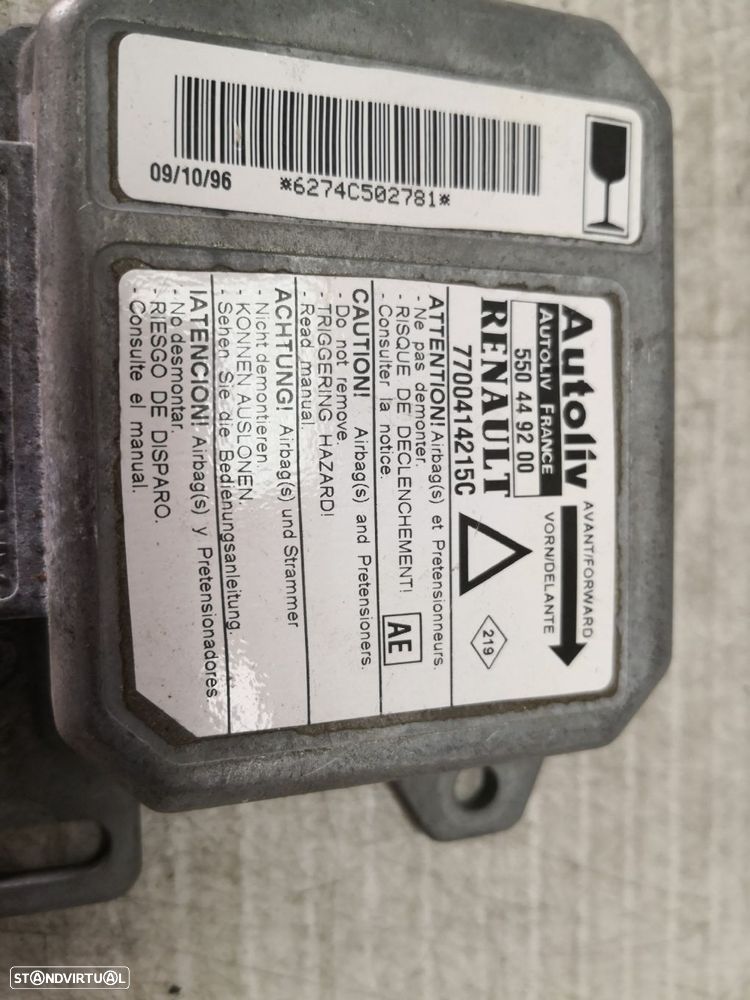 09/10/96
*6274C502781*
Autoliv
AUTOLIV FRANCE
550 44 92 00
RENAULT
7700414215C
AVANT/FORWARD
VORN/DELANTE
219
ATTENTION! Airbag(s) et Pretensionneurs.
- Ne pas demonter.
- RISQUE DE DECLENCHEMENT!
- Consulter la notice.
AE
CAUTION! Airbag(s) and Pretensioners.
- Do not remove.
- TRIGGERING HAZARD!
- Read manual.
ACHTUNG! Airbag(s) und Strammer
- Nicht demontieren.
- KONNEN AUSLONEN.
- Sehen Sie die Bedienungsanleitung.
!ATENCION! Airbag(s) y Pretensionadores.
- No desmontar.
- RIESGO DE DISPARO.
- Consulte el manual.
STANDVIRTUAL